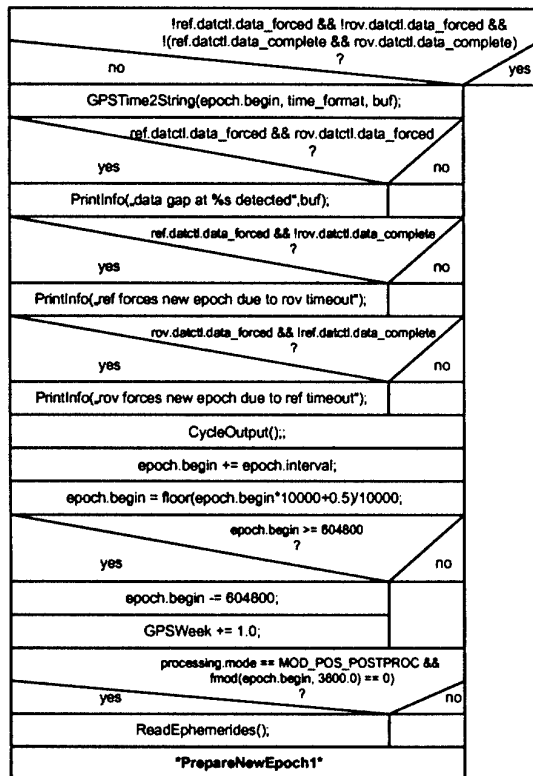 !ref.datctl.data_forced && !rov.datctl.data_forced &&
!(ref.datctl.data_complete && rov.datctl.data_complete)
?
no
yes
GPSTime2String(epoch.begin, time_format, buf);
ref.datctl.data_forced && rov.datctl.data_forced
?
yes
no
PrintInfo(„data gap at %s detected",buf);
ref.datctl.data_forced && !rov.datctl.data_complete
?
yes
no
PrintInfo(„ref forces new epoch due to rov timeout");
rov.datctl.data_forced && !ref.datctl.data_complete
?
yes
no
PrintInfo(„rov forces new epoch due to ref timeout");
CycleOutput();;
epoch.begin += epoch.interval;
epoch.begin = floor(epoch.begin*10000+0.5)/10000;
epoch.begin >= 604800
?
yes
no
epoch.begin -= 604800;
GPSWeek += 1.0;
processing.mode == MOD_POS_POSTPROC &&
fmod(epoch.begin, 3600.0) == 0)
?
yes
no
ReadEphemerides();
*PrepareNewEpoch1*